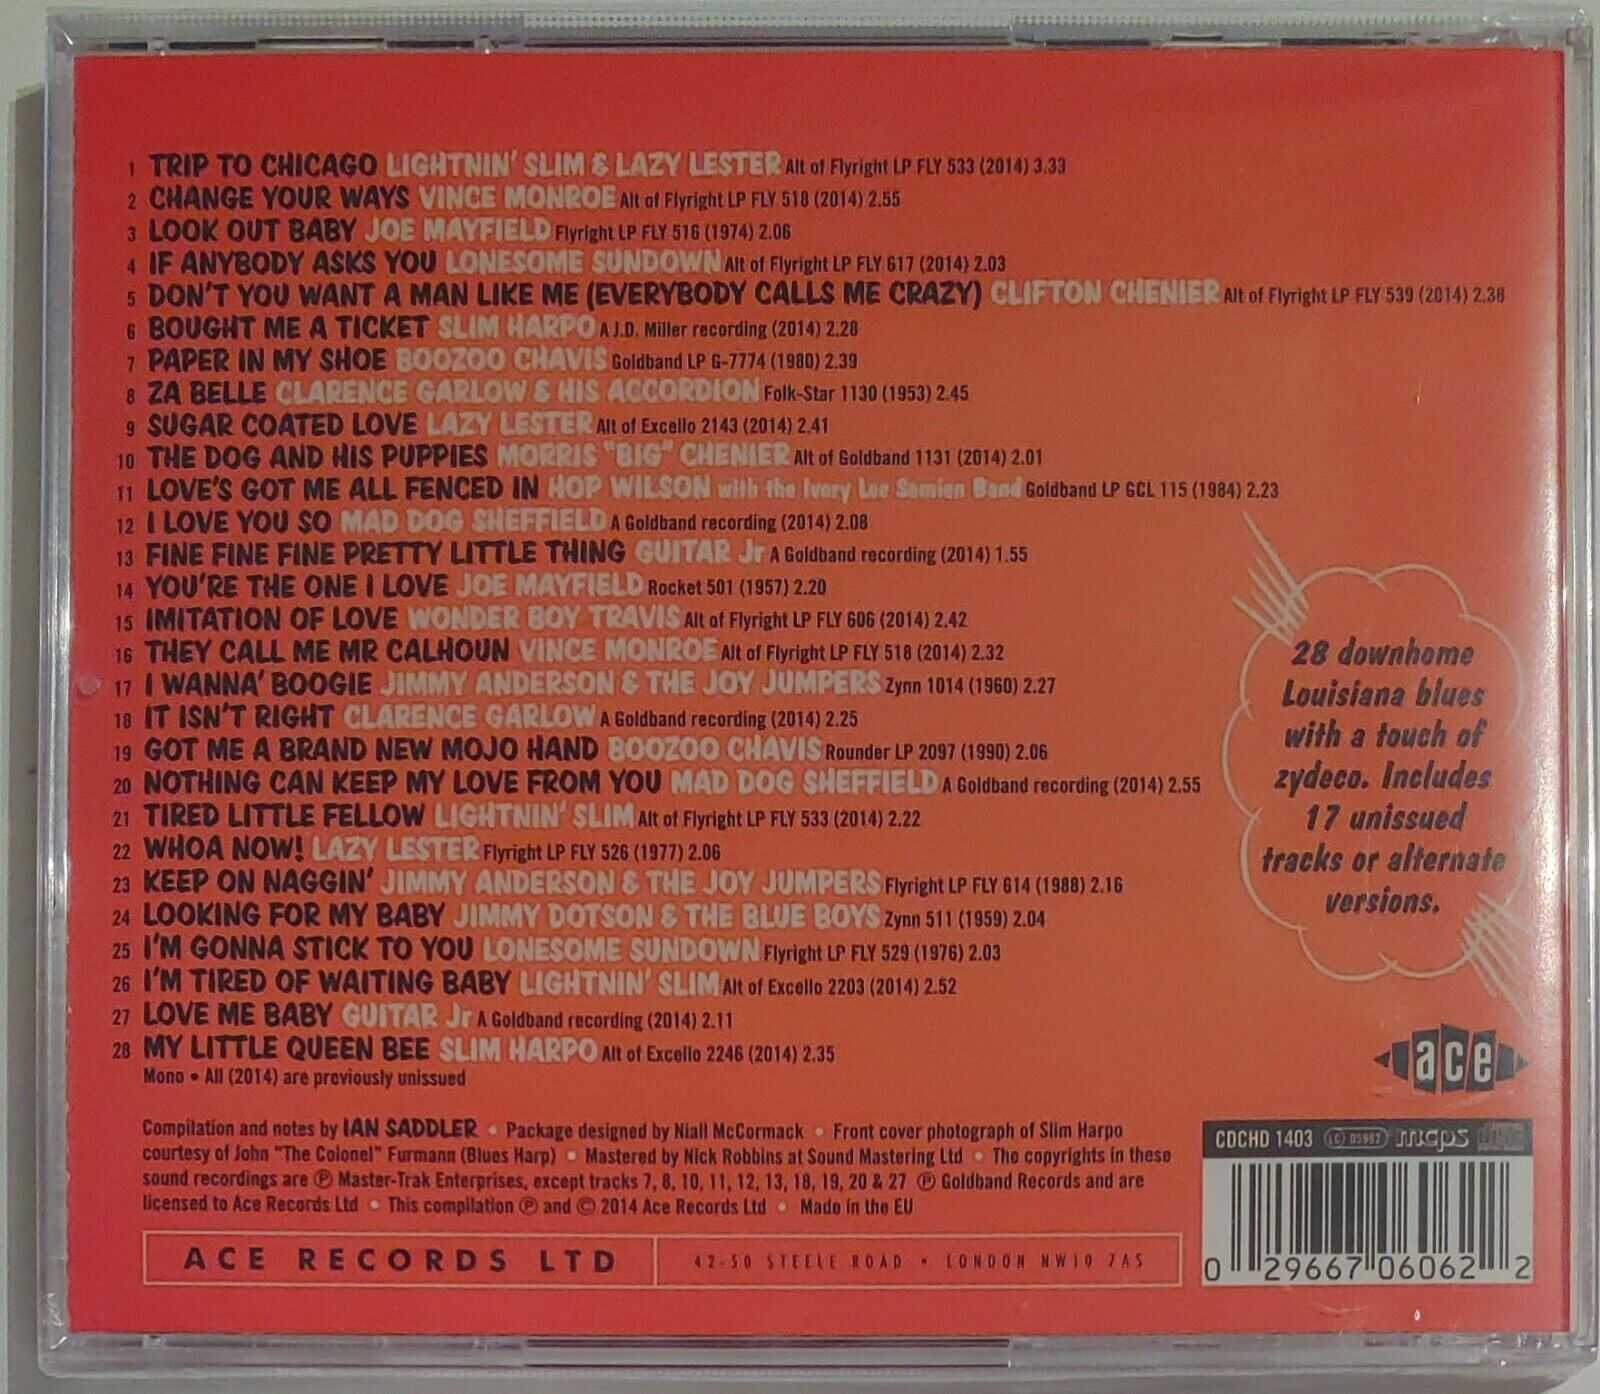 1 TRIP TO CHICAGO LIGHTNIN' SLIM & LAZY LESTER Alt of Flyright LP FLY 533 (2014) 3.33
2 CHANGE YOUR WAYS VINCE MONROE Alt of Flyright LP FLY 518 (2014) 2.55
3 LOOK OUT BABY JOE MAYFIELD Flyright LP FLY 516 (1974) 2.06
4 IF ANYBODY ASKS YOU LONESOME SUNDOWN Alt of Flyright LP FLY 617 (2014) 2.03
5 DON'T YOU WANT A MAN LIKE ME (EVERYBODY CALLS ME CRAZY) CLIFTON CHENIER Alt of Flyright LP FLY 539 (2014) 2.38
6 BOUGHT ME A TICKET SLIM HARPO A J.D. Miller recording (2014) 2.28
7 PAPER IN MY SHOE BOOZOO CHAVIS Goldband LP G-7774 (1980) 2.39
8 ZA BELLE CLARENCE GARLOW & HIS ACCORDION Folk-Star 1130 (1953) 2.45
9 SUGAR COATED LOVE LAZY LESTER Alt of Excello 2143 (2014) 2.41
10 THE DOG AND HIS PUPPIES MORRIS "BIG" CHENIER Alt of Goldband 1131 (2014) 2.01
11 LOVE'S GOT ME ALL FENCED IN HOP WILSON with the Ivory Lee Semien Band Goldband LP GCL 115 (1984) 2.23
12 I LOVE YOU SO MAD DOG SHEFFIELD A Goldband recording (2014) 2.08
13 FINE FINE FINE PRETTY LITTLE THING GUITAR Jr A Goldband recording (2014) 1.55
14 YOU'RE THE ONE I LOVE JOE MAYFIELD Rocket 501 (1957) 2.20
15 IMITATION OF LOVE WONDER BOY TRAVIS Alt of Flyright LP FLY 606 (2014) 2.42
16 THEY CALL ME MR CALHOUN VINCE MONROE Alt of Flyright LP FLY 518 (2014) 2.32
17 I WANNA' BOOGIE JIMMY ANDERSON & THE JOY JUMPERS Zynn 1014 (1960) 2.27
18 IT ISN'T RIGHT CLARENCE GARLOW A Goldband recording (2014) 2.25
19 GOT ME A BRAND NEW MOJO HAND BOOZOO CHAVIS Rounder LP 2097 (1990) 2.06
20 NOTHING CAN KEEP MY LOVE FROM YOU MAD DOG SHEFFIELD A Goldband recording (2014) 2.55
21 TIRED LITTLE FELLOW LIGHTNIN' SLIM Alt of Flyright LP FLY 533 (2014) 2.22
22 WHOA NOW! LAZY LESTER Flyright LP FLY 526 (1977) 2.06
23 KEEP ON NAGGIN' JIMMY ANDERSON & THE JOY JUMPERS Flyright LP FLY 614 (1988) 2.16
24 LOOKING FOR MY BABY JIMMY DOTSON & THE BLUE BOYS Zynn 511 (1959) 2.04
25 I'M GONNA STICK TO YOU LONESOME SUNDOWN Flyright LP FLY 529 (1976) 2.03
26 I'M TIRED OF WAITING BABY LIGHTNIN' SLIM Alt of Excello 2203 (2014) 2.52
27 LOVE ME BABY GUITAR Jr A Goldband recording (2014) 2.11
28 MY LITTLE QUEEN BEE SLIM HARPO Alt of Excello 2246 (2014) 2.35
Mono • All (2014) are previously unissued
28 downhome
Louisiana blues
with a touch of
zydeco. Includes
17 unissued
tracks or alternate
versions.
ace
Compilation and notes by IAN SADDLER • Package designed by Niall McCormack • Front cover photograph of Slim Harpo
courtesy of John "The Colonel" Furmann (Blues Harp) • Mastered by Nick Robbins at Sound Mastering Ltd • The copyrights in these
sound recordings are ℗ Master-Trak Enterprises, except tracks 7, 8, 10, 11, 12, 13, 18, 19, 20 & 27 ℗ Goldband Records and are
licensed to Ace Records Ltd • This compilation ℗ and © 2014 Ace Records Ltd • Made in the EU
ACE RECORDS LTD 42-50 STEELE ROAD • LONDON NW10 7AS
CDCHD 1403 LC 05982 mcps
0 29667 06062 2